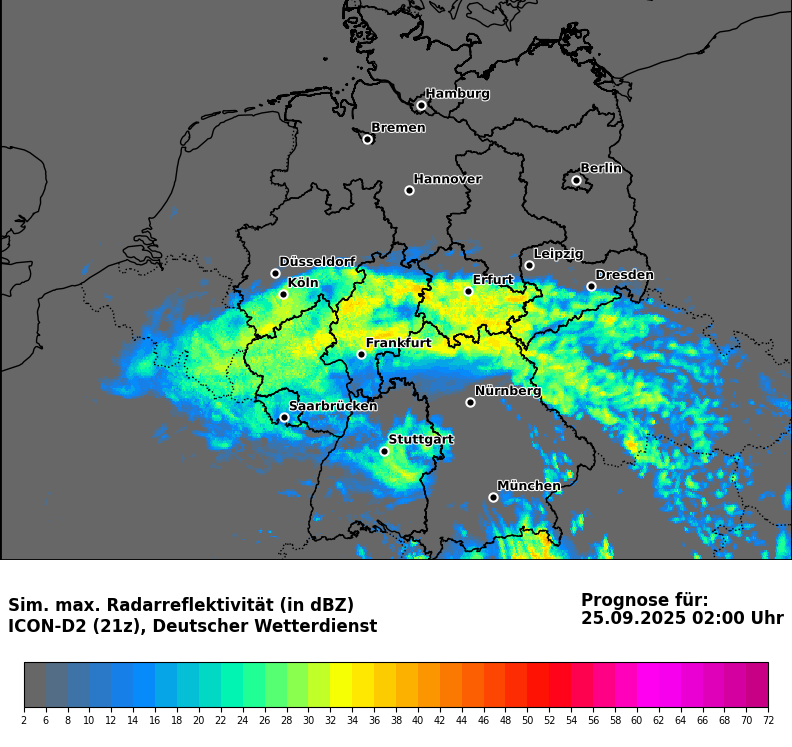 Hamburg
Bremen
Berlin
Hannover
Leipzig
Düsseldorf
Dresden
Köln
Erfurt
Frankfurt
Nürnberg
Saarbrücken
Stuttgart
München
Sim. max. Radarreflektivität (in dBZ)
ICON-D2 (21z), Deutscher Wetterdienst
Prognose für:
25.09.2025 02:00 Uhr
2 6 8 10 12 14 16 18 20 22 24 26 28 30 32 34 36 38 40 42 44 46 48 50 52 54 56 58 60 62 64 66 68 70 72